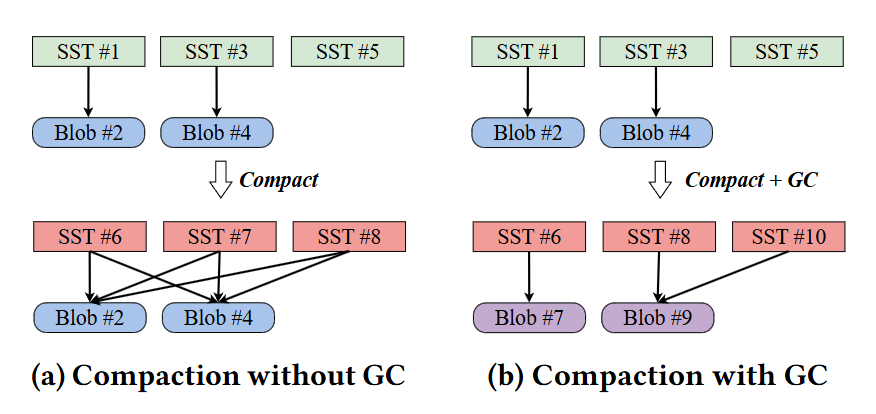 SST #1 SST #3 SST #5
Blob #2 Blob #4
Compact
SST #6 SST #7 SST #8
Blob #2 Blob #4
(a) Compaction without GC
SST #1 SST #3 SST #5
Blob #2 Blob #4
Compact + GC
SST #6 SST #8 SST #10
Blob #7 Blob #9
(b) Compaction with GC